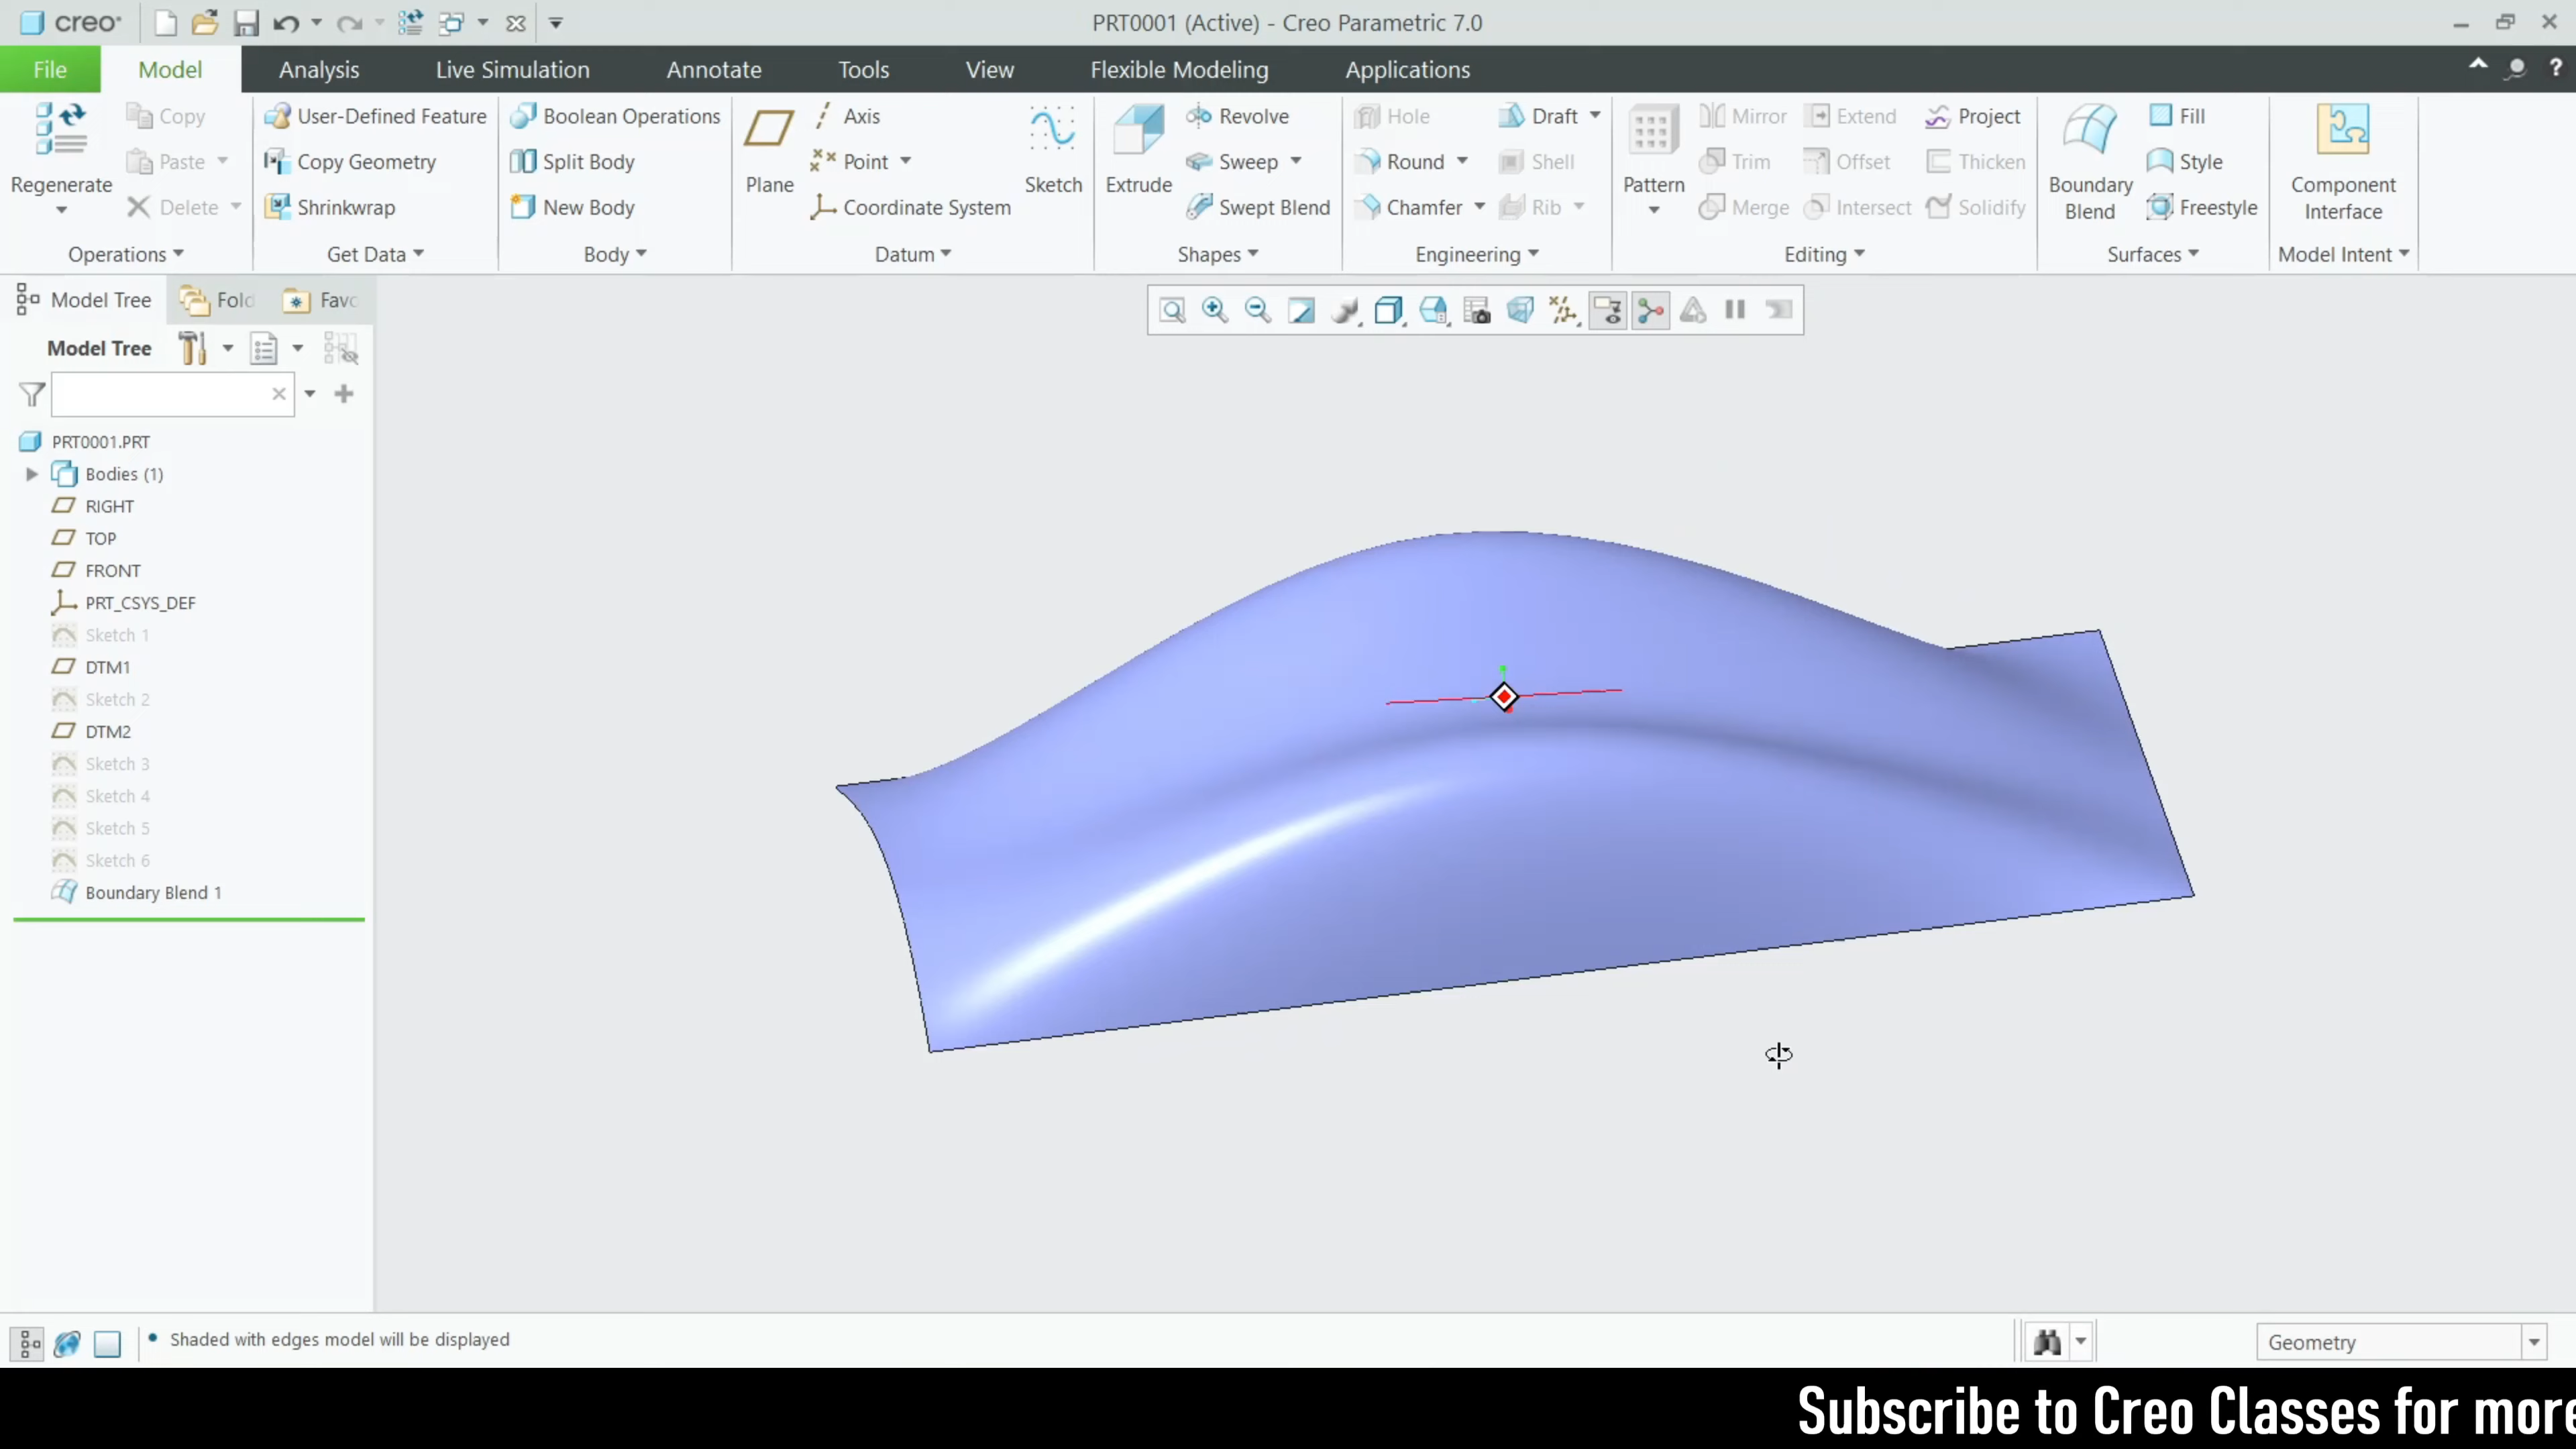 creo
PRT0001 (Active) - Creo Parametric 7.0
File Model Analysis Live Simulation Annotate Tools View Flexible Modeling Applications
Regenerate
Copy
Paste
Delete
Operations
User-Defined Feature
Copy Geometry
Shrinkwrap
Get Data
Boolean Operations
Split Body
New Body
Body
Plane
Axis
Point
Coordinate System
Sketch
Datum
Extrude
Revolve
Sweep
Swept Blend
Shapes
Hole
Round
Chamfer
Draft
Shell
Rib
Engineering
Pattern
Mirror
Trim
Merge
Extend
Offset
Intersect
Project
Thicken
Solidify
Editing
Boundary
Blend
Fill
Style
Freestyle
Surfaces
Component
Interface
Model Intent
Model Tree Fold Favo
Model Tree
PRT0001.PRT
Bodies (1)
RIGHT
TOP
FRONT
PRT_CSYS_DEF
Sketch 1
DTM1
Sketch 2
DTM2
Sketch 3
Sketch 4
Sketch 5
Sketch 6
Boundary Blend 1
Shaded with edges model will be displayed
Geometry
Subscribe to Creo Classes for more